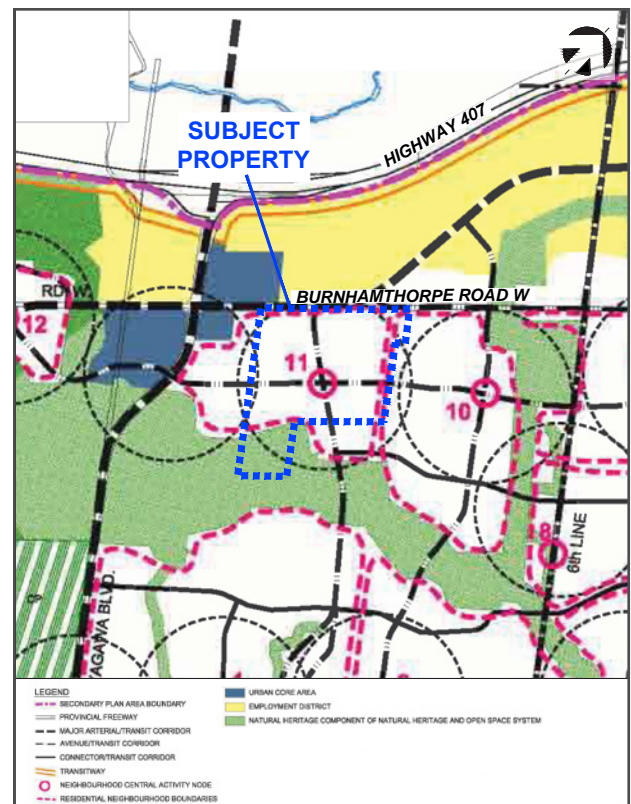 HIGHWAY 407
SUBJECT
PROPERTY
RD. W.
BURNHAMTHORPE ROAD W
12
11
10
8
6th LINE
AGAWA BLVD.
LEGEND
SECONDARY PLAN AREA BOUNDARY
PROVINCIAL FREEWAY
MAJOR ARTERIAL/TRANSIT CORRIDOR
AVENUE/TRANSIT CORRIDOR
CONNECTOR/TRANSIT CORRIDOR
TRANSITWAY
NEIGHBOURHOOD CENTRAL ACTIVITY NODE
RESIDENTIAL NEIGHBOURHOOD BOUNDARIES
URBAN CORE AREA
EMPLOYMENT DISTRICT
NATURAL HERITAGE COMPONENT OF NATURAL HERITAGE AND OPEN SPACE SYSTEM